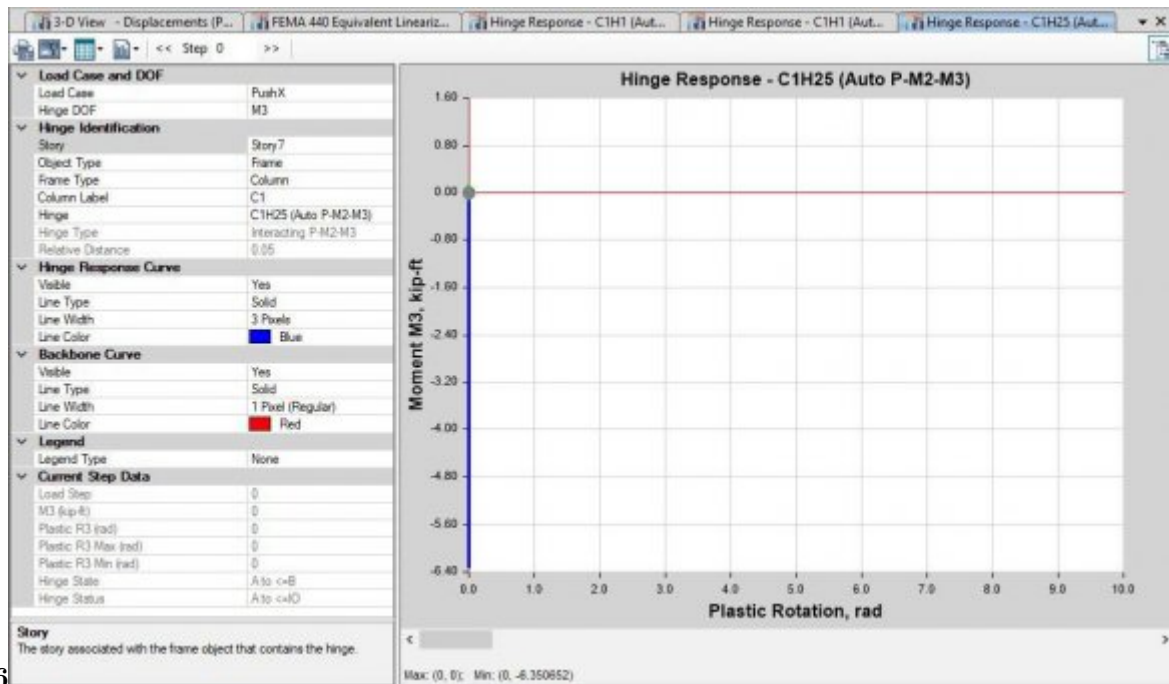 3-D View - Displacements (P... FEMA 440 Equivalent Lineariz... Hinge Response - C1H1 (Aut... Hinge Response - C1H1 (Aut... Hinge Response - C1H25 (Aut...
<< Step 0 >>
Load Case and DOF
Load Case PushX
Hinge DOF M3
Hinge Identification
Story Story7
Object Type Frame
Frame Type Column
Column Label C1
Hinge C1H25 (Auto P-M2-M3)
Hinge Type Interacting P-M2-M3
Relative Distance 0.05
Hinge Response Curve
Visible Yes
Line Type Solid
Line Width 3 Pixels
Line Color Blue
Backbone Curve
Visible Yes
Line Type Solid
Line Width 1 Pixel (Regular)
Line Color Red
Legend
Legend Type None
Current Step Data
Load Step 0
M3 (kip-ft) 0
Plastic R3 (rad) 0
Plastic R3 Max (rad) 0
Plastic R3 Min (rad) 0
Hinge State A to <=B
Hinge Status A to <=IO
Story
The story associated with the frame object that contains the hinge.
6
Hinge Response - C1H25 (Auto P-M2-M3)
1.60
0.80
0.00
-0.80
-1.60
-2.40
-3.20
-4.00
-4.80
-5.60
-6.40
Moment M3, kip-ft
0.0 1.0 2.0 3.0 4.0 5.0 6.0 7.0 8.0 9.0 10.0
Plastic Rotation, rad
< >
Max: (0, 0); Min: (0, -6.350652)